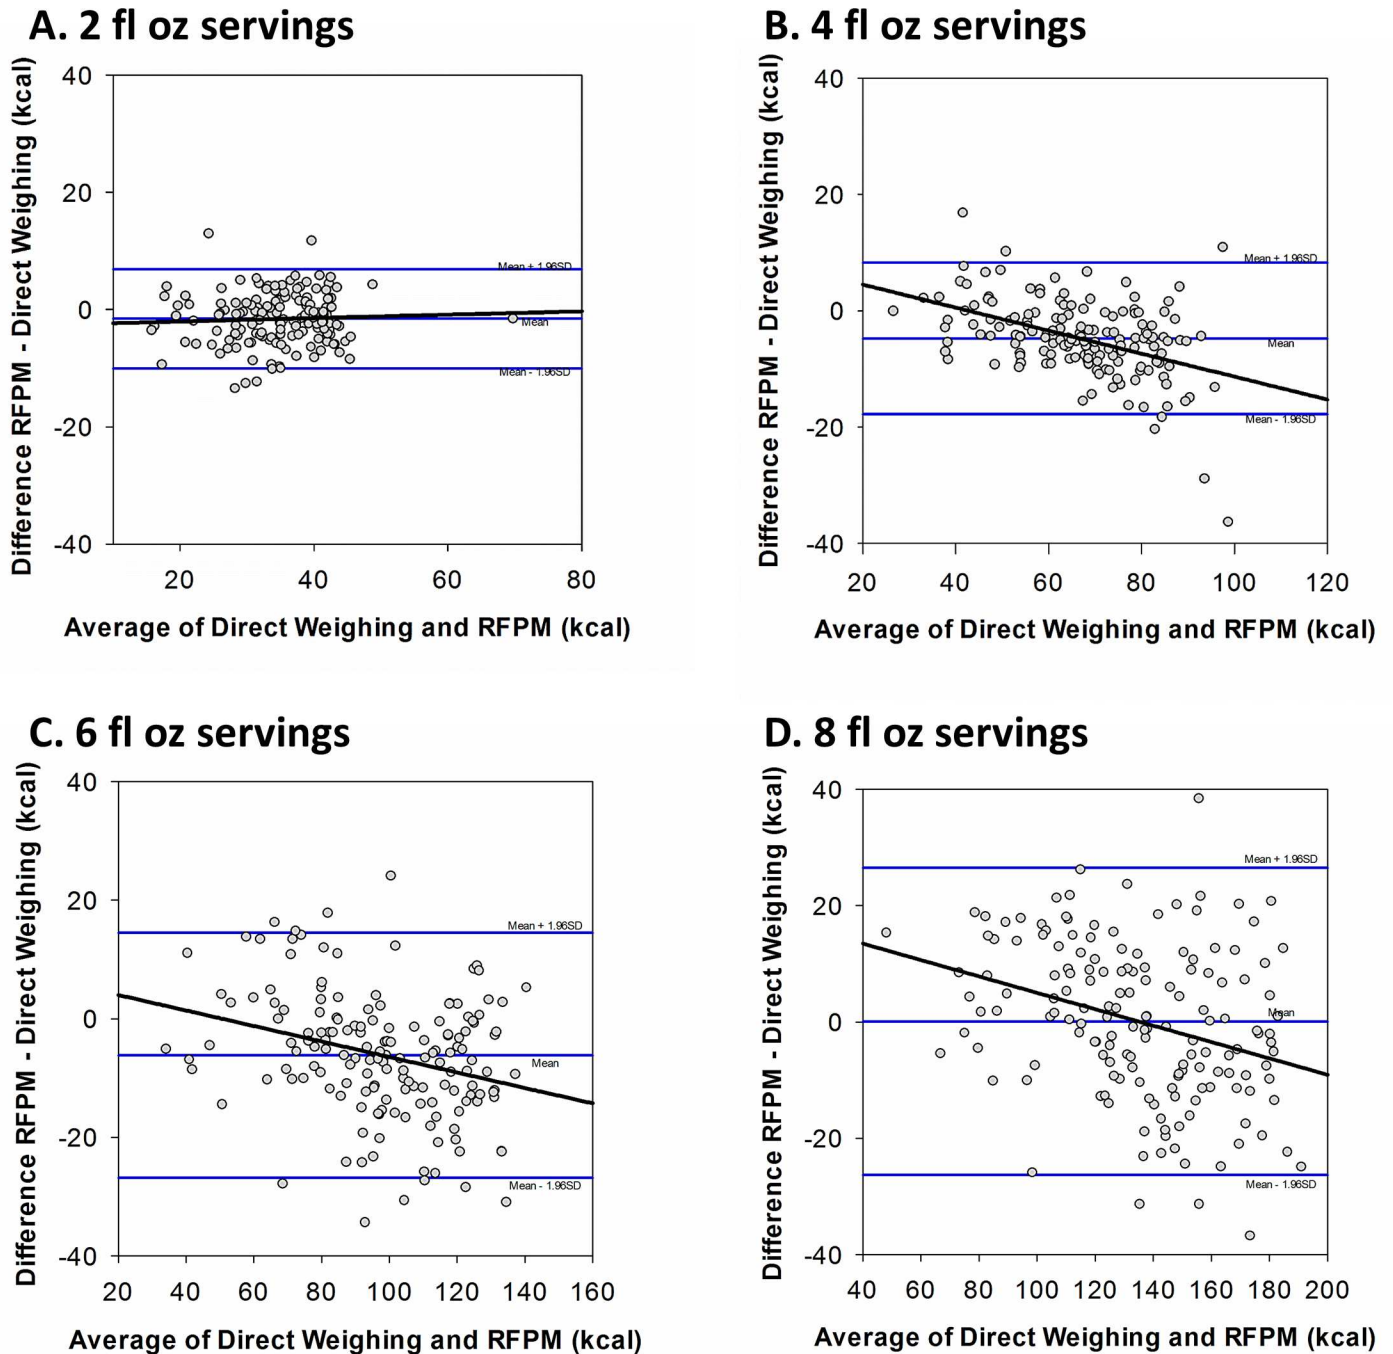 A. 2 fl oz servings
Difference RFPM - Direct Weighing (kcal)
40
20
0
-20
-40
Mean + 1.96SD
Mean
Mean - 1.96SD
20 40 60 80
Average of Direct Weighing and RFPM (kcal)
B. 4 fl oz servings
Difference RFPM - Direct Weighing (kcal)
40
20
0
-20
-40
Mean + 1.96SD
Mean
Mean - 1.96SD
20 40 60 80 100 120
Average of Direct Weighing and RFPM (kcal)
C. 6 fl oz servings
Difference RFPM - Direct Weighing (kcal)
40
20
0
-20
-40
Mean + 1.96SD
Mean
Mean - 1.96SD
20 40 60 80 100 120 140 160
Average of Direct Weighing and RFPM (kcal)
D. 8 fl oz servings
Difference RFPM - Direct Weighing (kcal)
40
20
0
-20
-40
Mean + 1.96SD
Mean
Mean - 1.96SD
40 60 80 100 120 140 160 180 200
Average of Direct Weighing and RFPM (kcal)